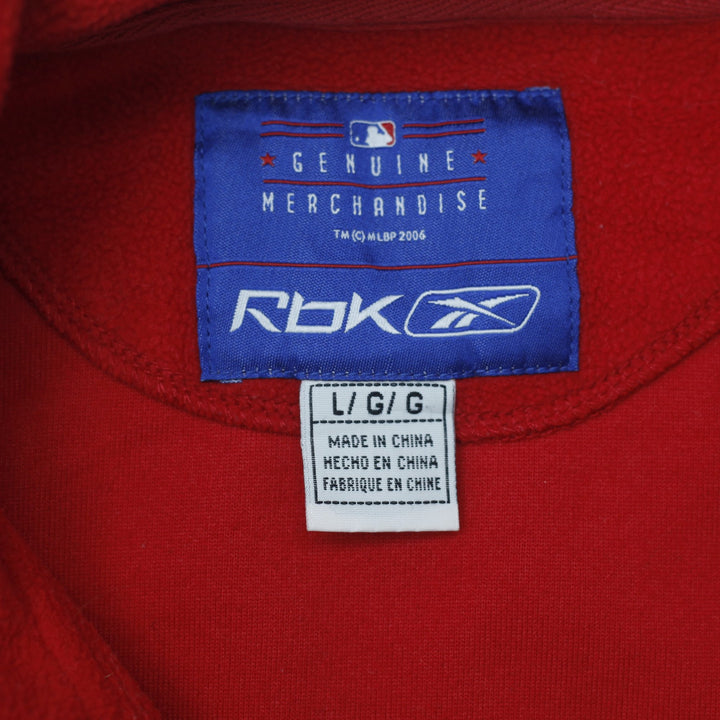 GENUINE
MERCHANDISE
TM (C) MLBP 2006
Rbk
L/G/G
MADE IN CHINA
HECHO EN CHINA
FABRIQUE EN CHINE